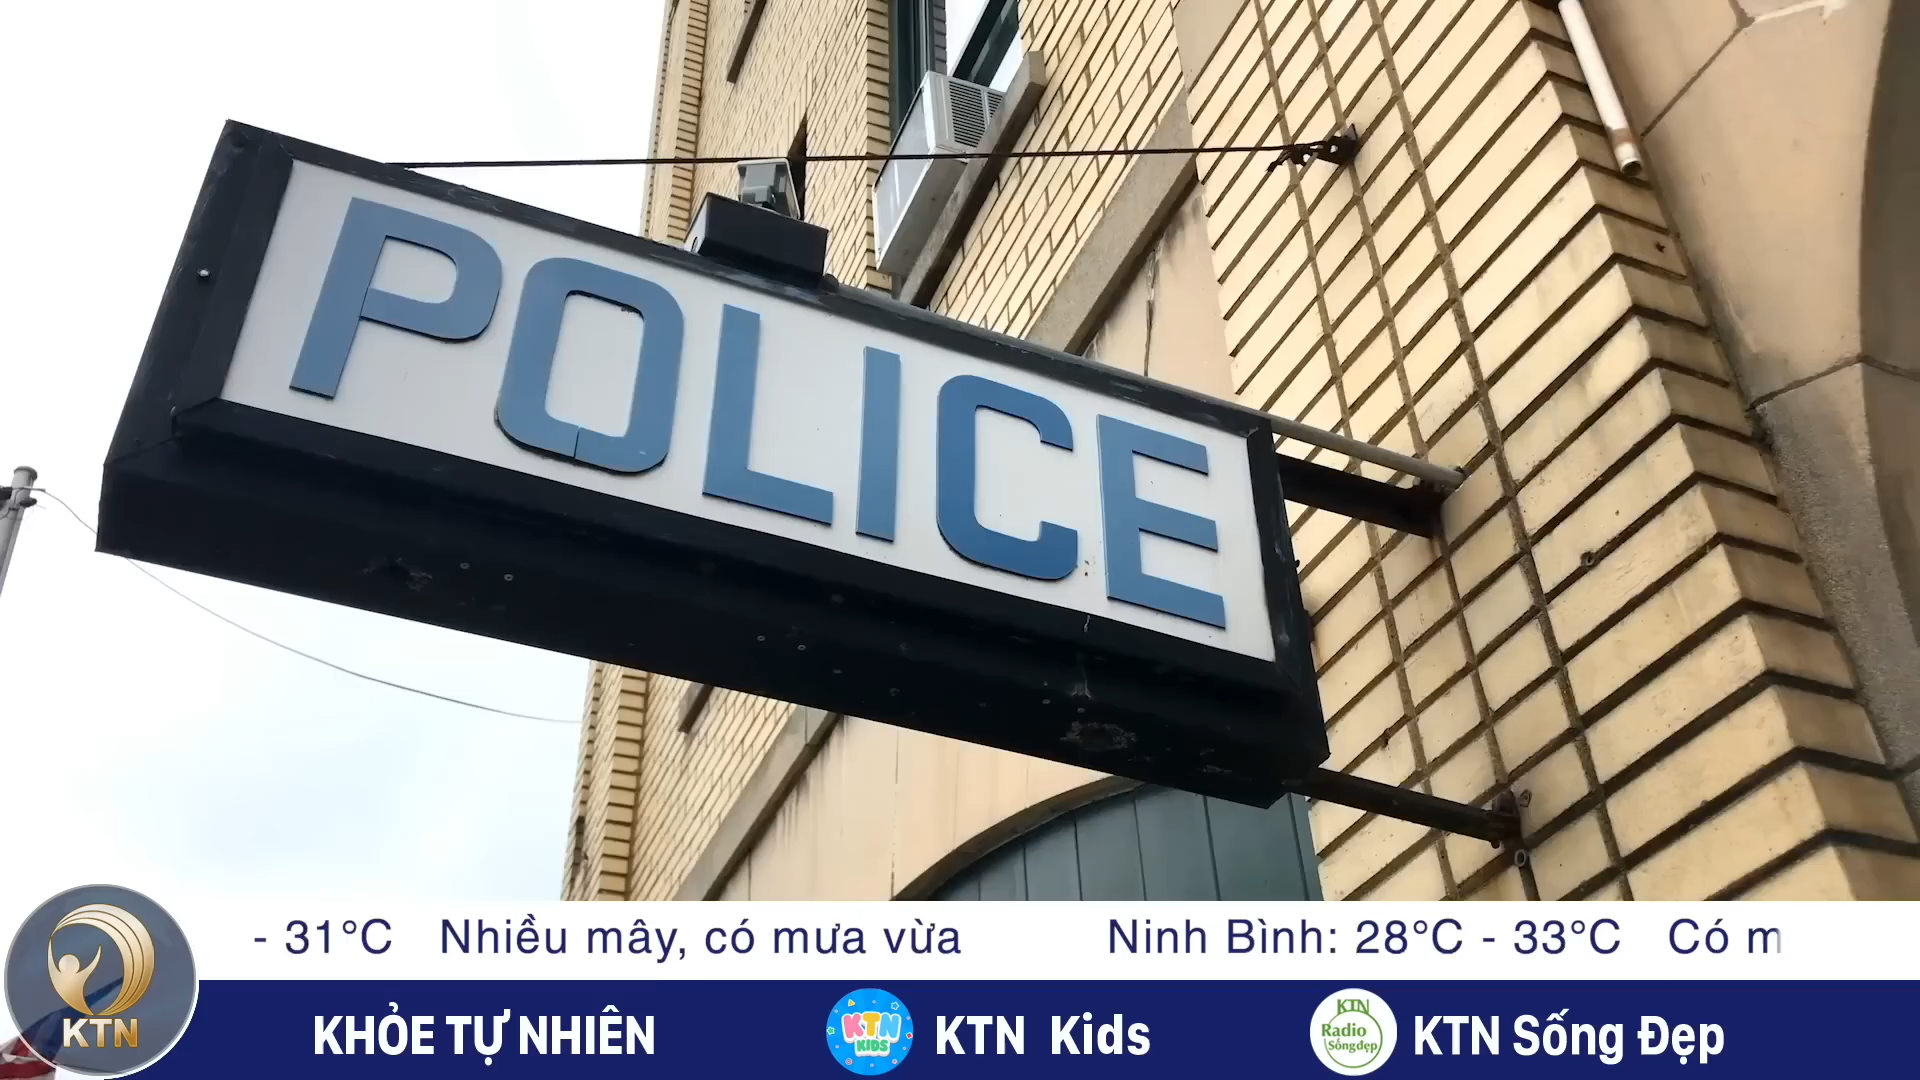 POLICE
- 31°C Nhiều mây, có mưa vừa Ninh Bình: 28°C - 33°C Có m
KTN
KHỎE TỰ NHIÊN
KTN KIDS
KTN Kids
KTN
Radio
Sống đẹp
KTN Sống Đẹp